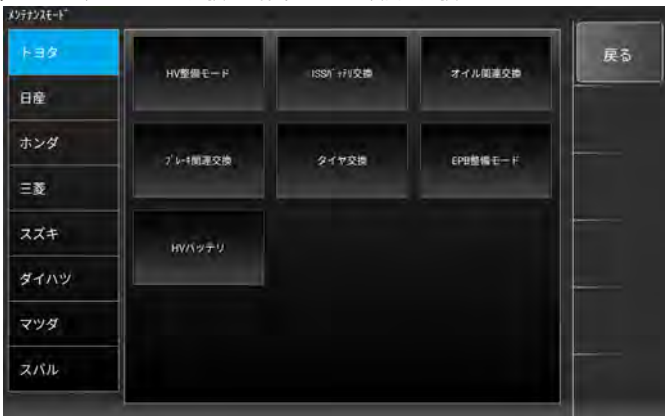 ﾒﾝﾃﾅﾝｽﾓｰﾄﾞ
トヨタ
日産
ホンダ
三菱
スズキ
ダイハツ
マツダ
スバル
HV整備モード
ISSﾊﾞｯﾃﾘ交換
オイル関連交換
ﾌﾞﾚｰｷ関連交換
タイヤ交換
EPB整備モード
HVバッテリ
戻る